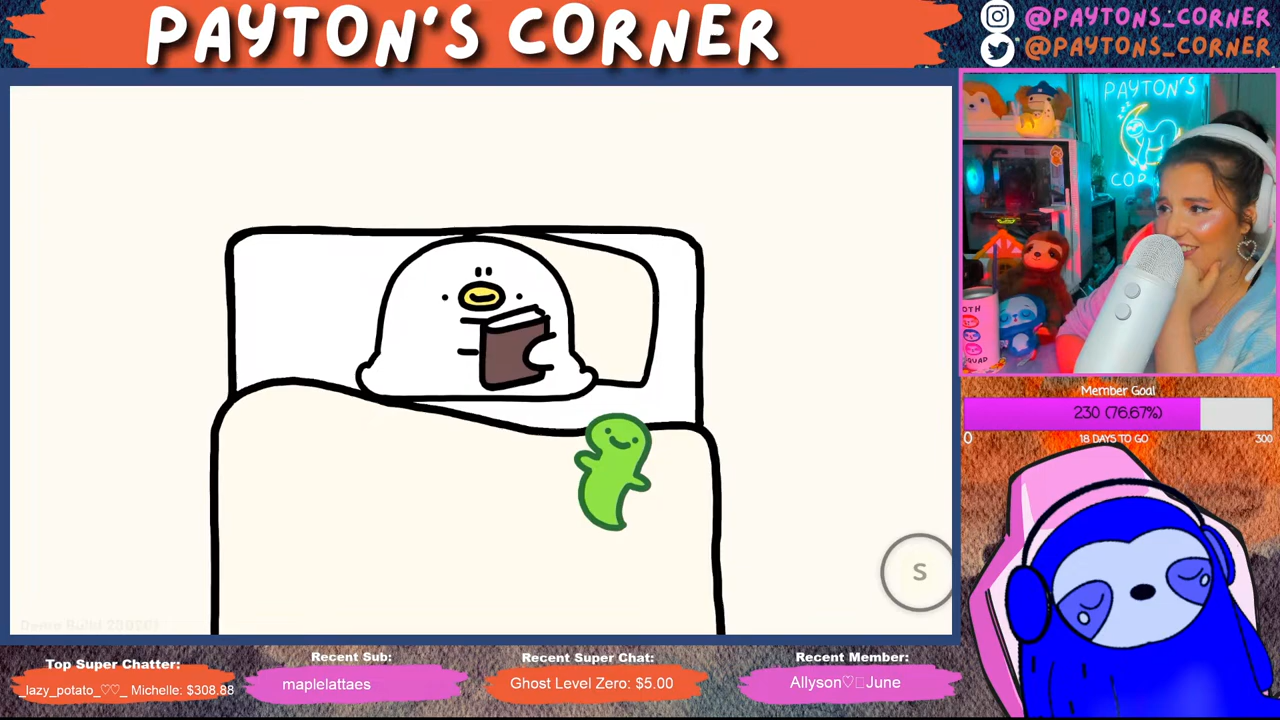 PAYTON'S CORNER
@PAYTONS_CORNER
@PAYTONS_CORNER
PAYTON'S
COR
Member Goal
230 (76.67%)
0
18 DAYS TO GO
300
S
Top Super Chatter:
_lazy_potato_♡♡_ Michelle: $308.88
Recent Sub:
maplelattaes
Recent Super Chat:
Ghost Level Zero: $5.00
Recent Member:
Allyson♡□June